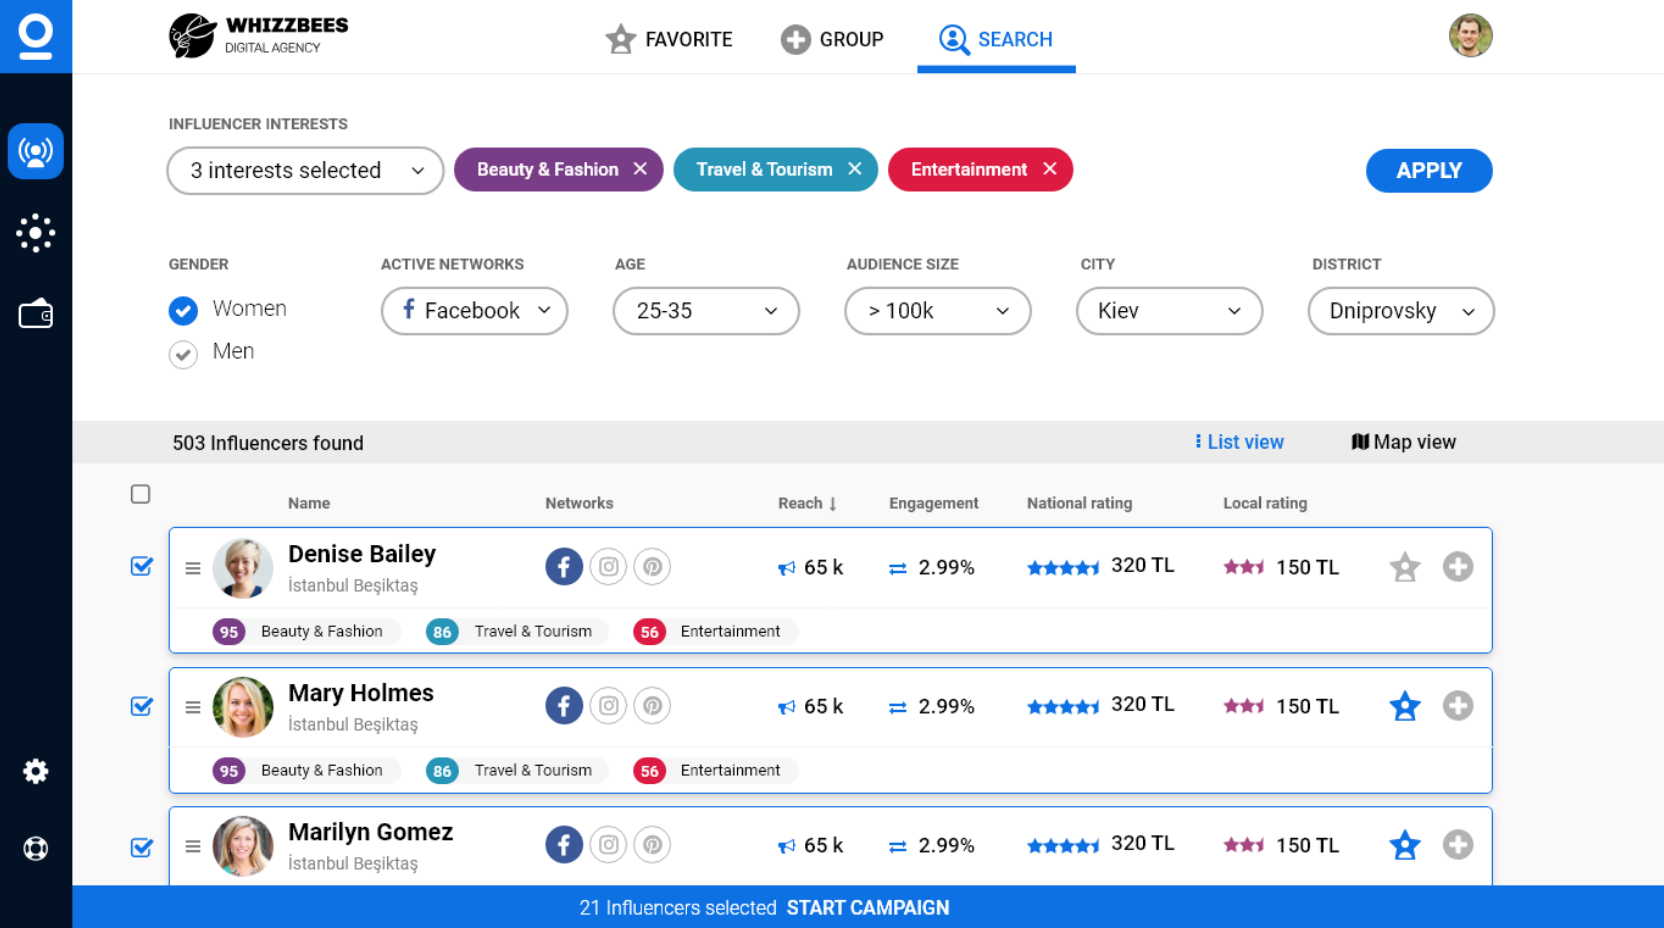 WHIZZBEES
DIGITAL AGENCY
FAVORITE
GROUP
SEARCH
INFLUENCER INTERESTS
3 interests selected
Beauty & Fashion
Travel & Tourism
Entertainment
APPLY
GENDER
Women
Men
ACTIVE NETWORKS
Facebook
AGE
25-35
AUDIENCE SIZE
> 100k
CITY
Kiev
DISTRICT
Dniprovsky
503 Influencers found
List view
Map view
Name Networks Reach ↓ Engagement National rating Local rating
Denise Bailey
İstanbul Beşiktaş
65 k 2.99% 320 TL 150 TL
95 Beauty & Fashion 86 Travel & Tourism 56 Entertainment
Mary Holmes
İstanbul Beşiktaş
65 k 2.99% 320 TL 150 TL
95 Beauty & Fashion 86 Travel & Tourism 56 Entertainment
Marilyn Gomez
İstanbul Beşiktaş
65 k 2.99% 320 TL 150 TL
21 Influencers selected START CAMPAIGN